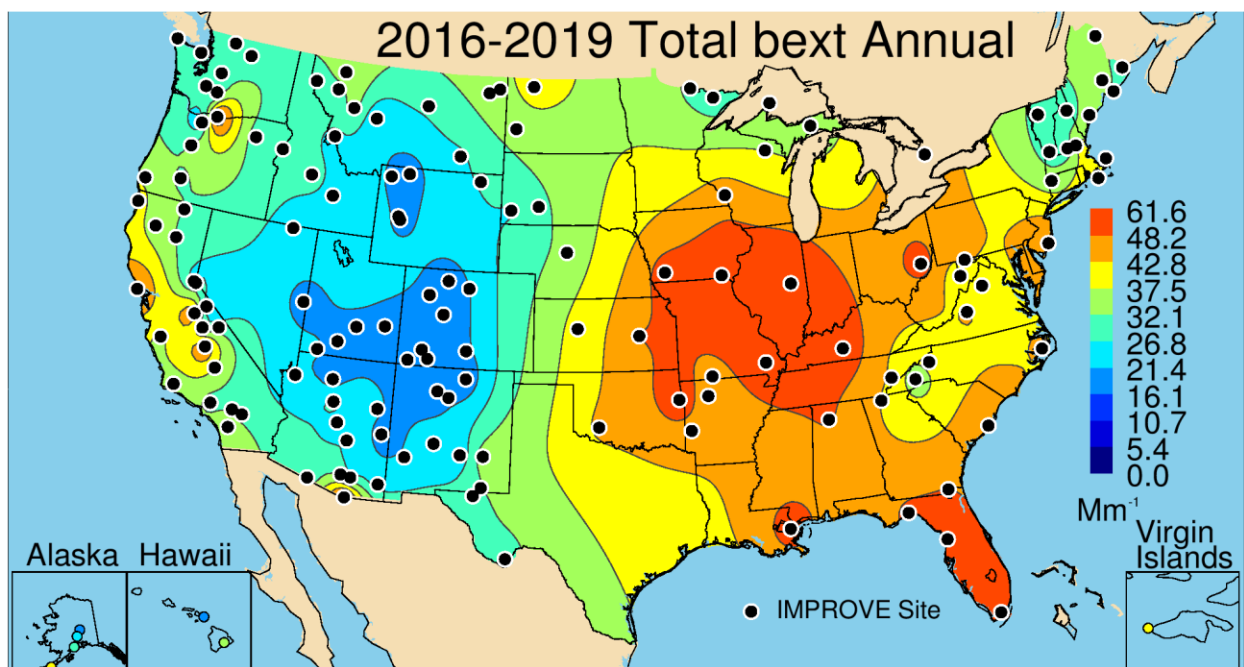 2016-2019 Total bext Annual
61.6
48.2
42.8
37.5
32.1
26.8
21.4
16.1
10.7
5.4
0.0
Mm⁻¹
Alaska
Hawaii
Virgin
Islands
IMPROVE Site